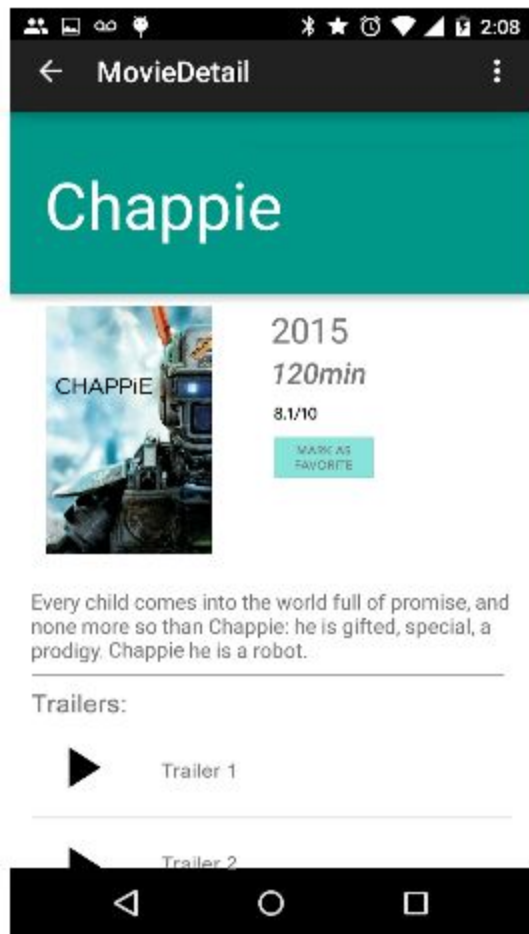 2:08
MovieDetail
Chappie
CHAPPiE
2015
120min
8.1/10
MARK AS
FAVORITE
Every child comes into the world full of promise, and
none more so than Chappie: he is gifted, special, a
prodigy. Chappie he is a robot.
Trailers:
Trailer 1
Trailer 2